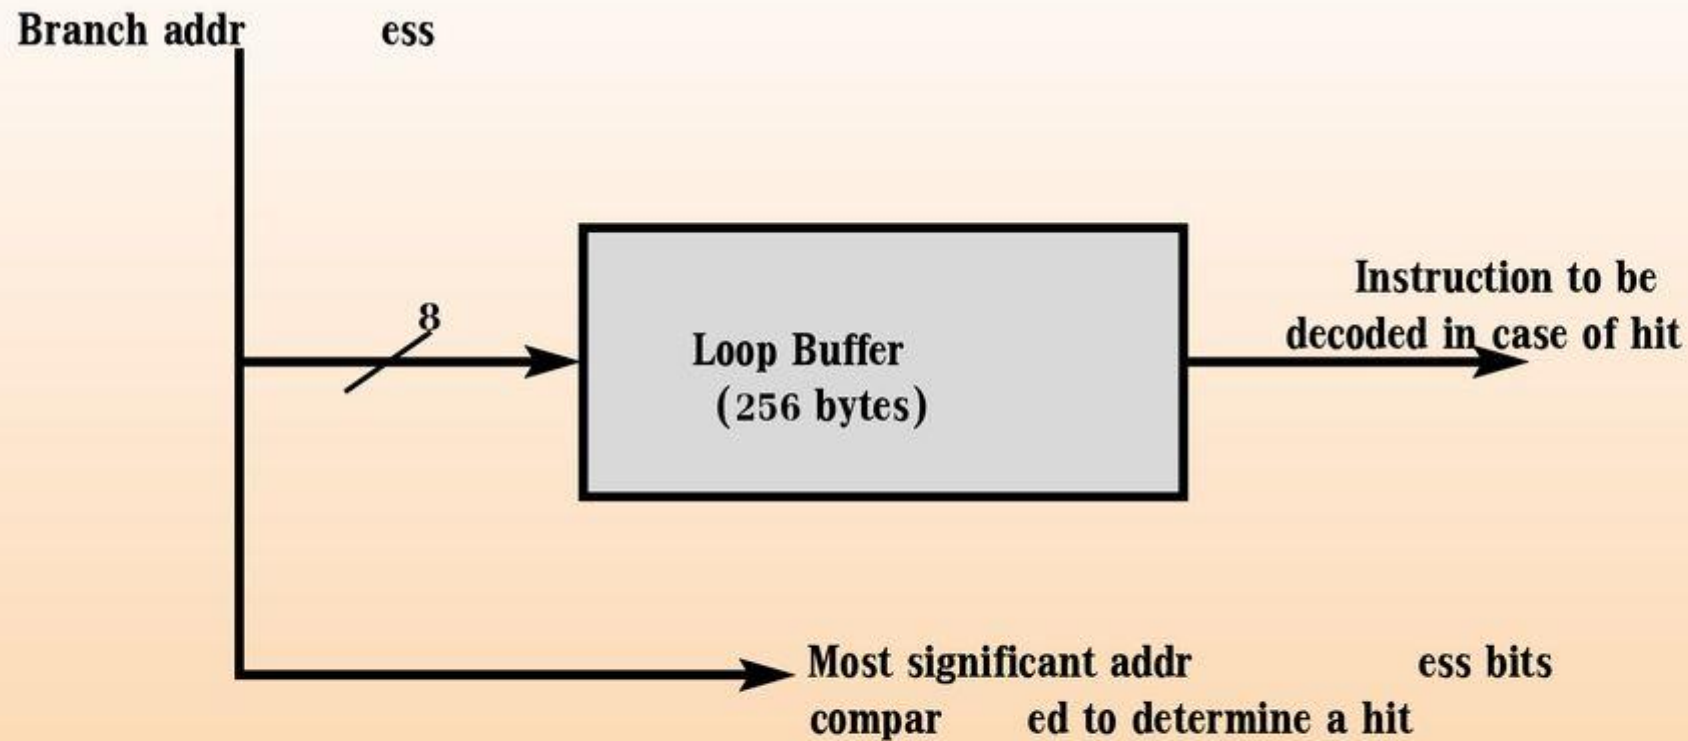 Branch addr ess
8
Instruction to be
decoded in case of hit
Loop Buffer
(256 bytes)
Most significant addr ess bits
compar ed to determine a hit